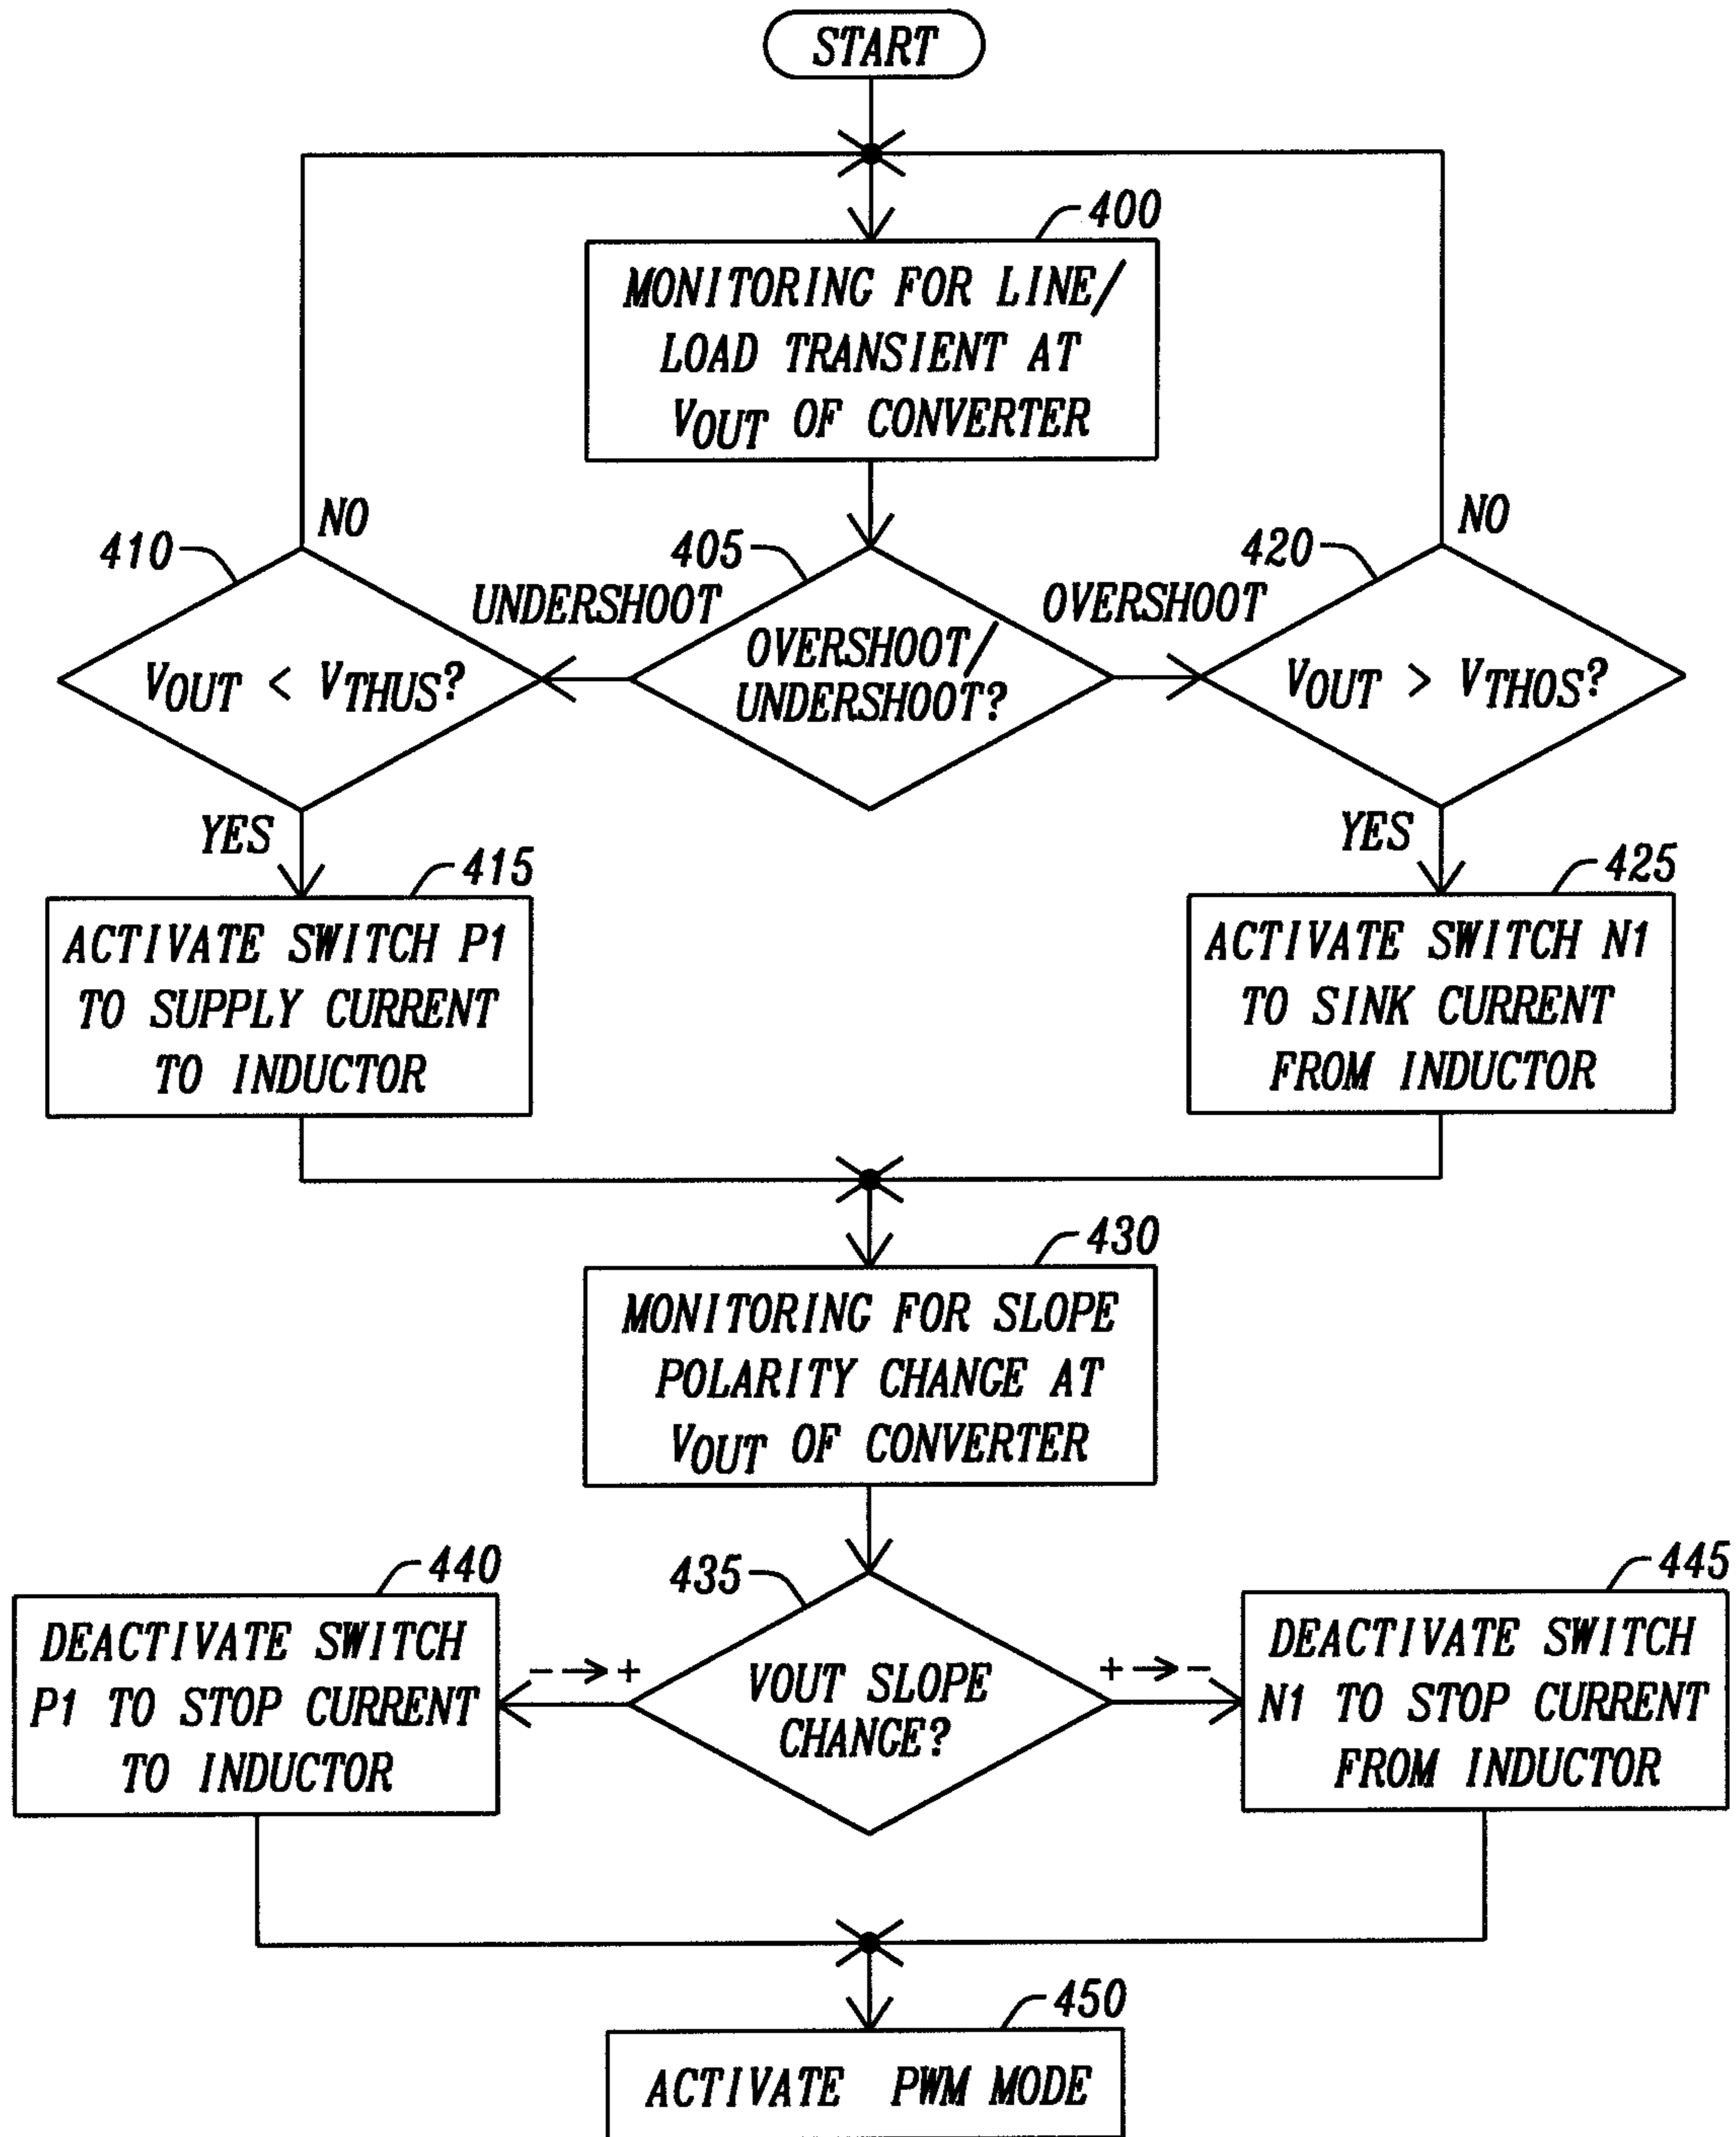 START
400
MONITORING FOR LINE/
LOAD TRANSIENT AT
VOUT OF CONVERTER
NO
NO
410
405
420
UNDERSHOOT
OVERSHOOT
VOUT < VTHUS?
OVERSHOOT/
UNDERSHOOT?
VOUT > VTHOS?
YES
YES
415
425
ACTIVATE SWITCH P1
TO SUPPLY CURRENT
TO INDUCTOR
ACTIVATE SWITCH N1
TO SINK CURRENT
FROM INDUCTOR
430
MONITORING FOR SLOPE
POLARITY CHANGE AT
VOUT OF CONVERTER
440
435
445
DEACTIVATE SWITCH
P1 TO STOP CURRENT
TO INDUCTOR
- → +
VOUT SLOPE
CHANGE?
+ → -
DEACTIVATE SWITCH
N1 TO STOP CURRENT
FROM INDUCTOR
450
ACTIVATE PWM MODE